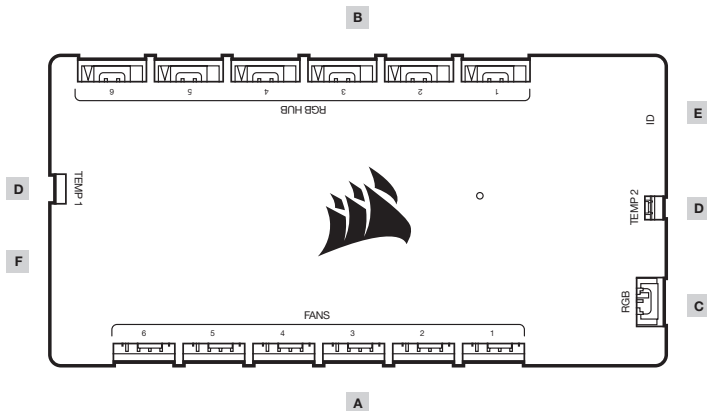 B
6 5 4 3 2 1
RGB HUB
E
ID
D
TEMP 1
TEMP 2
D
F
RGB
C
FANS
6 5 4 3 2 1
A